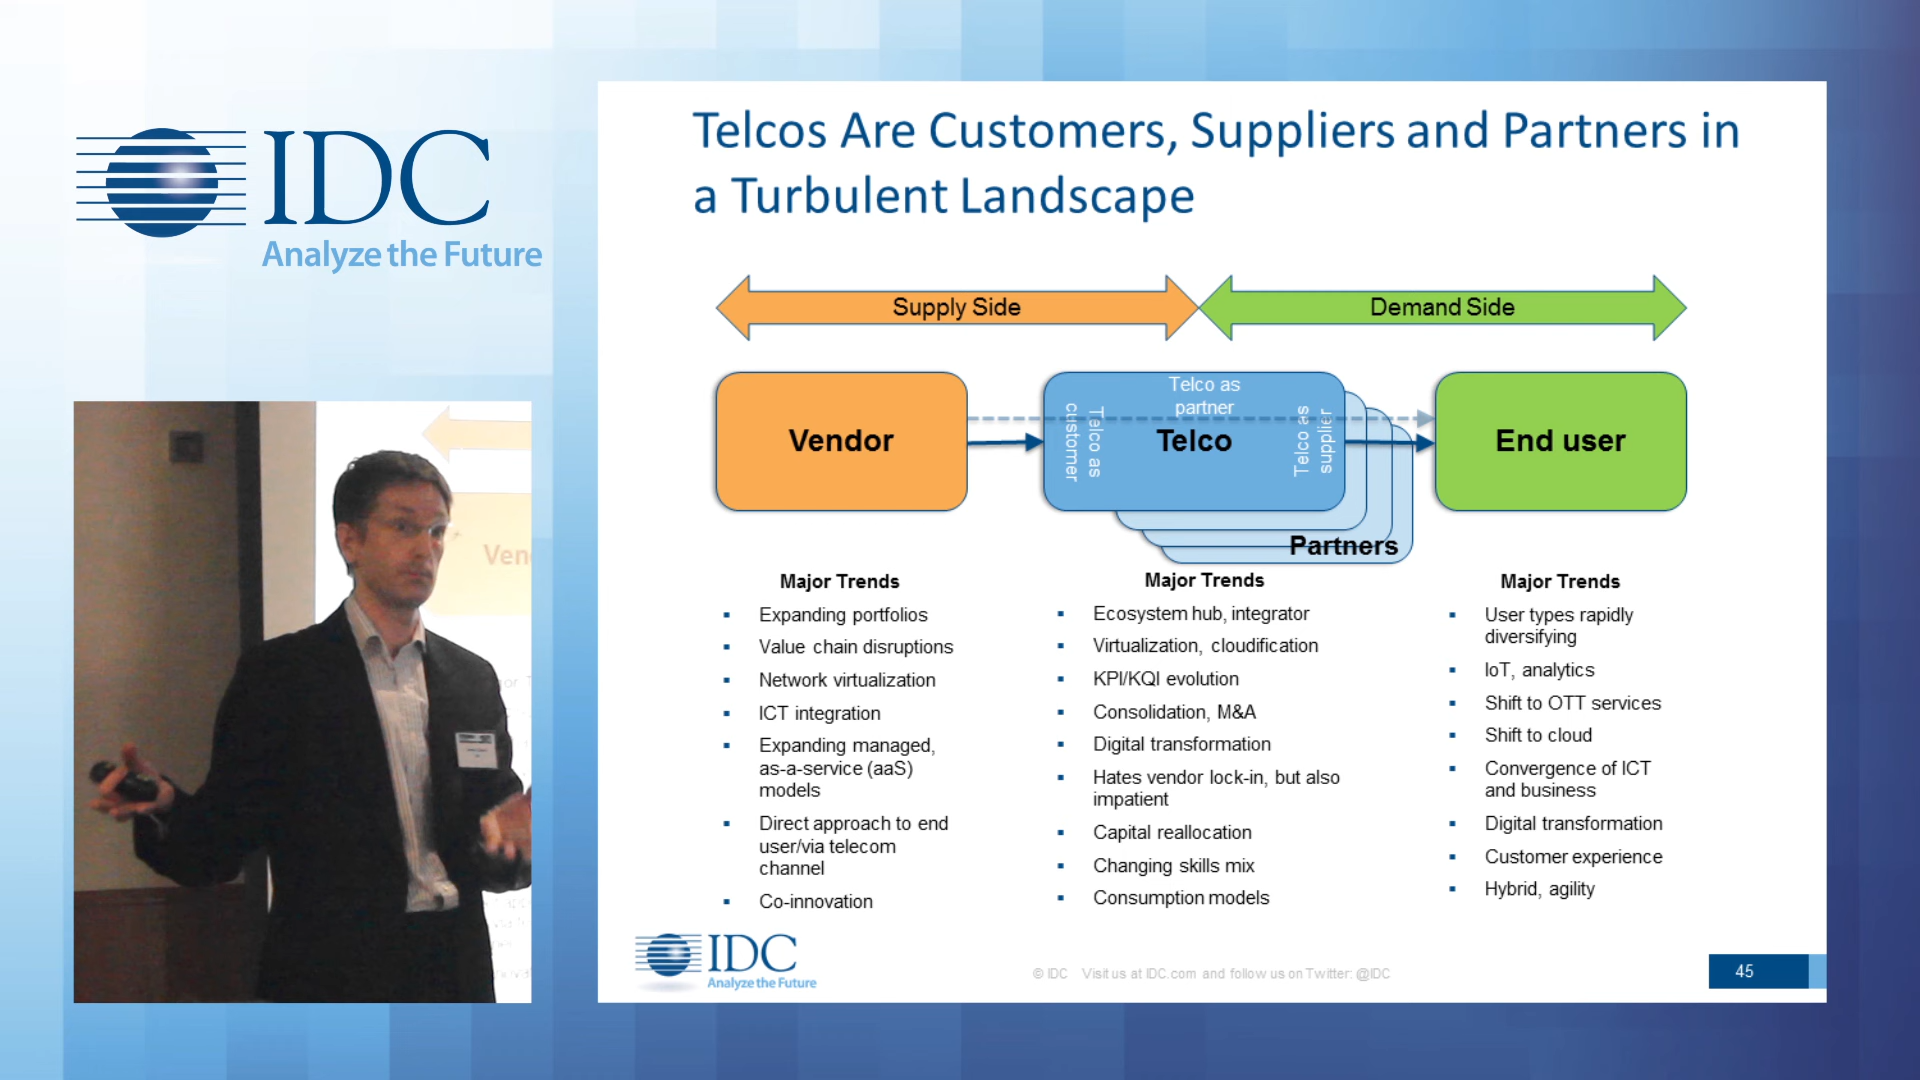 IDC
Analyze the Future
Telcos Are Customers, Suppliers and Partners in
a Turbulent Landscape
Supply Side
Demand Side
Vendor
Telco as
partner
Telco as
customer
Telco
Telco as
supplier
End user
Partners
Major Trends
Expanding portfolios
Value chain disruptions
Network virtualization
ICT integration
Expanding managed,
as-a-service (aaS)
models
Direct approach to end
user/via telecom
channel
Co-innovation
Major Trends
Ecosystem hub, integrator
Virtualization, cloudification
KPI/KQI evolution
Consolidation, M&A
Digital transformation
Hates vendor lock-in, but also
impatient
Capital reallocation
Changing skills mix
Consumption models
Major Trends
User types rapidly
diversifying
IoT, analytics
Shift to OTT services
Shift to cloud
Convergence of ICT
and business
Digital transformation
Customer experience
Hybrid, agility
IDC
Analyze the Future
© IDC Visit us at IDC.com and follow us on Twitter: @IDC
45
Ven